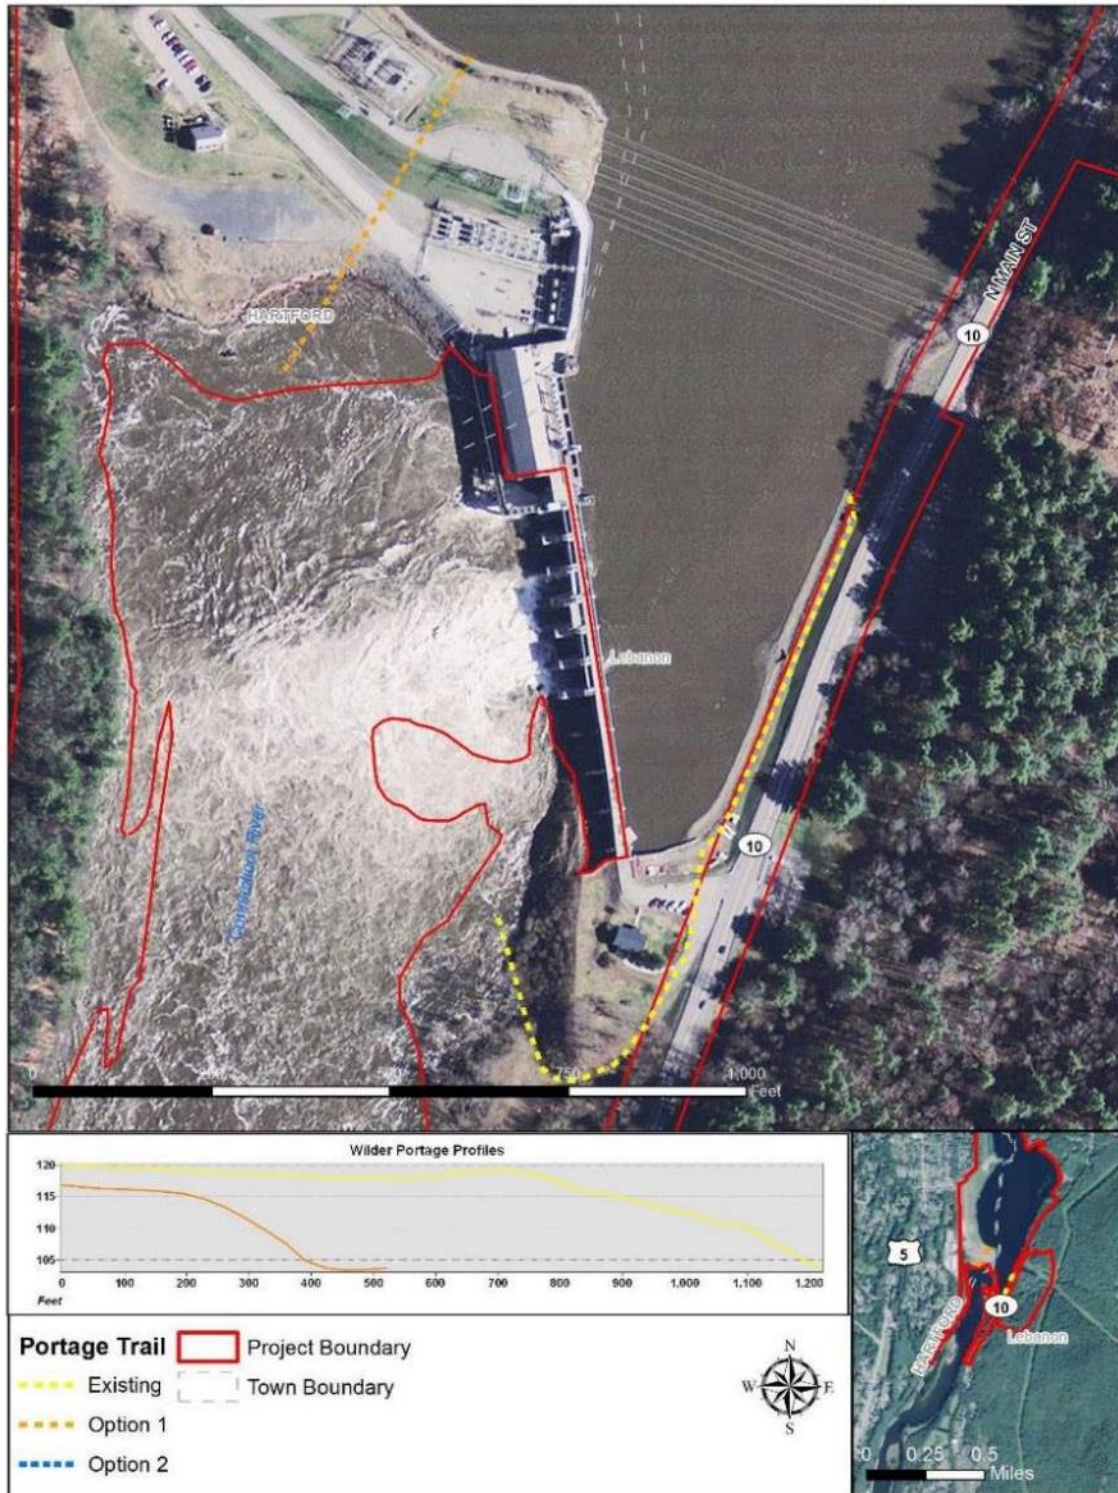 N MAIN ST
10
HARTFORD
Lebanon
10
Connecticut River
0 250 500 750 1,000
Feet
Wilder Portage Profiles
120
115
110
105
0 100 200 300 400 500 600 700 800 900 1,000 1,100 1,200
Feet
5
10
HARTFORD
Lebanon
0 0.25 0.5
Miles
Portage Trail
Project Boundary
Existing
Town Boundary
Option 1
Option 2
N
W E
S